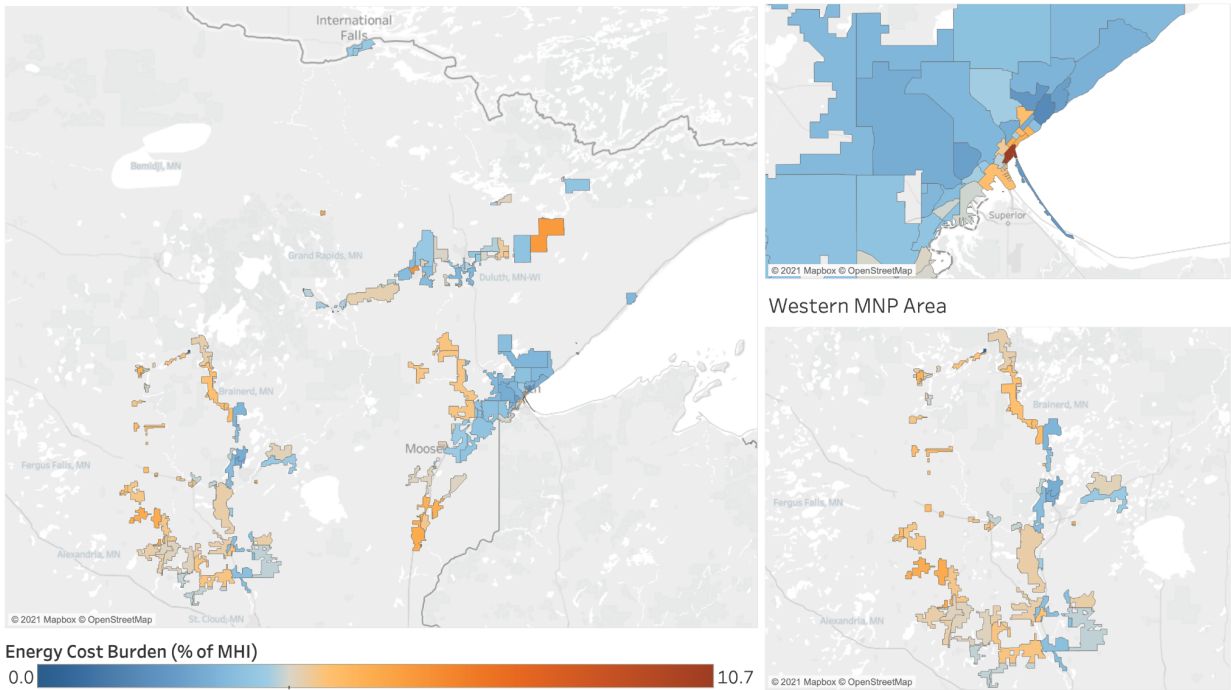 International
Falls
Bemidji, MN
Grand Rapids, MN
Duluth, MN-WI
Brainerd, MN
Moose
Fergus Falls, MN
Alexandria, MN
St. Cloud, MN
© 2021 Mapbox © OpenStreetMap
Superior
© 2021 Mapbox © OpenStreetMap
Western MNP Area
Brainerd, MN
Fergus Falls, MN
Alexandria, MN
© 2021 Mapbox © OpenStreetMap
Energy Cost Burden (% of MHI)
0.0
10.7